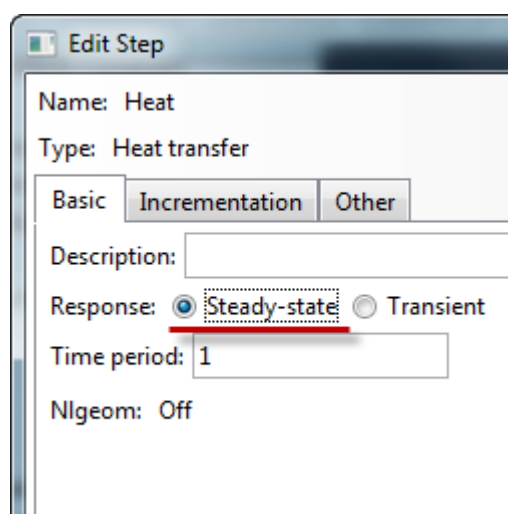 Edit Step
Name: Heat
Type: Heat transfer
Basic Incrementation Other
Description:
Response: Steady-state Transient
Time period: 1
Nlgeom: Off